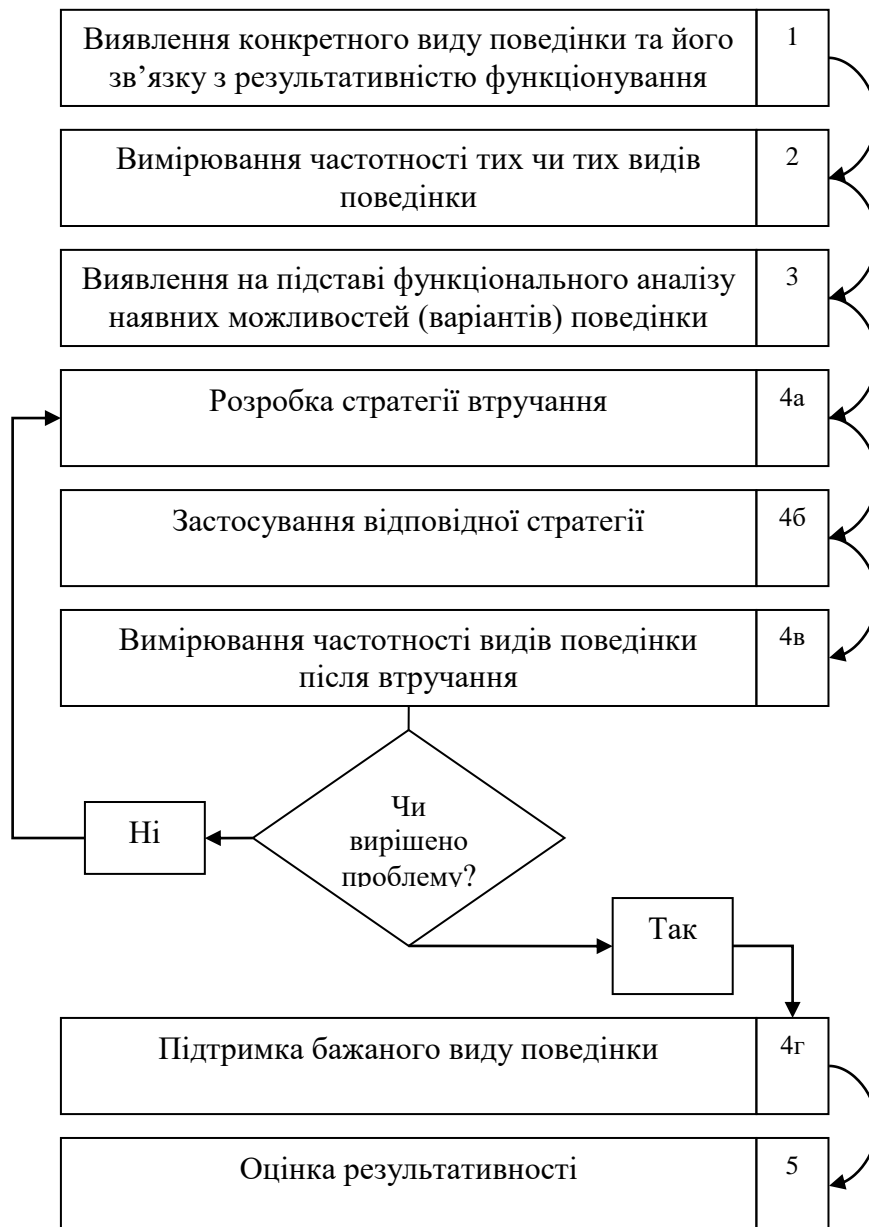 Виявлення конкретного виду поведінки та його
зв’язку з результативністю функціонування
1
Вимірювання частотності тих чи тих видів
поведінки
2
Виявлення на підставі функціонального аналізу
наявних можливостей (варіантів) поведінки
3
Розробка стратегії втручання
4а
Застосування відповідної стратегії
4б
Вимірювання частотності видів поведінки
після втручання
4в
Чи
вирішено
проблему?
Ні
Так
Підтримка бажаного виду поведінки
4г
Оцінка результативності
5